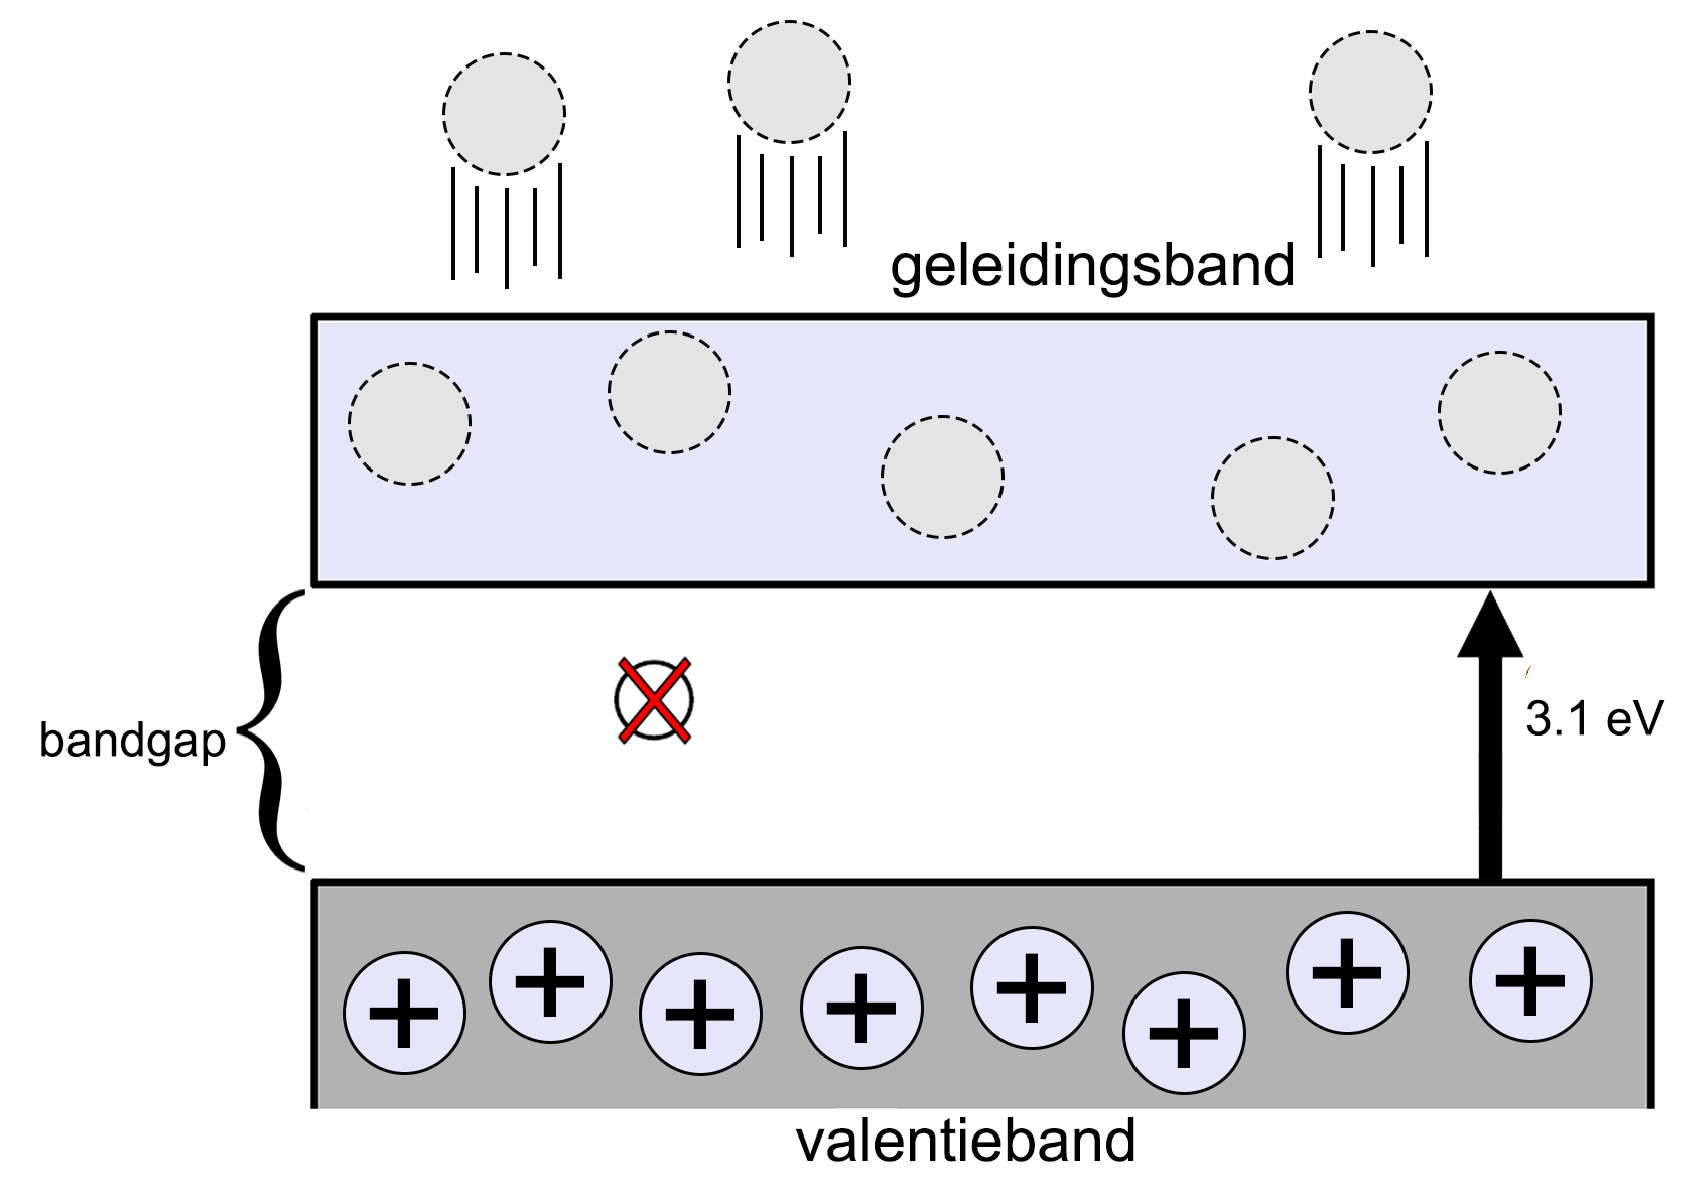 geleidingsband
bandgap
3.1 eV
+ + + + + + + +
valentieband